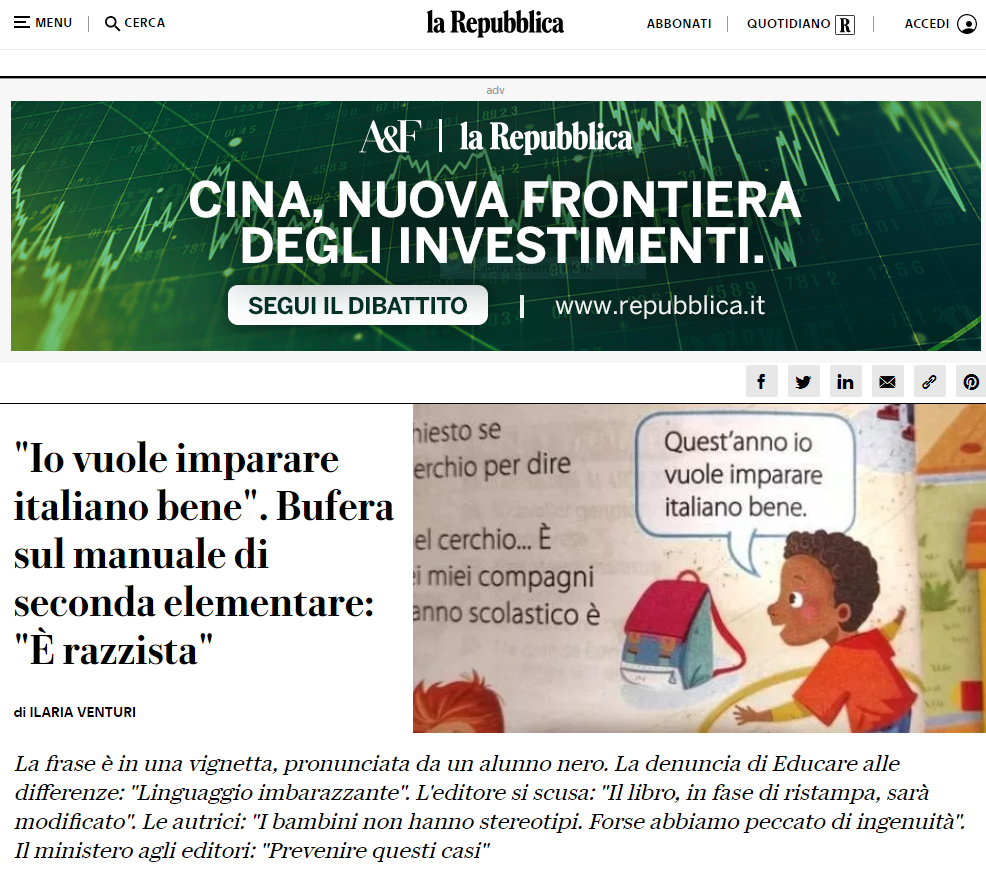 MENU
CERCA
la Repubblica
ABBONATI
QUOTIDIANO R
ACCEDI
adv
A&F | la Repubblica
CINA, NUOVA FRONTIERA
DEGLI INVESTIMENTI.
SEGUI IL DIBATTITO | www.repubblica.it
"Io vuole imparare
italiano bene". Bufera
sul manuale di
seconda elementare:
"È razzista"
di ILARIA VENTURI
se
per dire
cerchio... È
miei compagni
anno scolastico è
Quest'anno io
vuole imparare
italiano bene.
La frase è in una vignetta, pronunciata da un alunno nero. La denuncia di Educare alle
differenze: "Linguaggio imbarazzante". L'editore si scusa: "Il libro, in fase di ristampa, sarà
modificato". Le autrici: "I bambini non hanno stereotipi. Forse abbiamo peccato di ingenuità".
Il ministero agli editori: "Prevenire questi casi"